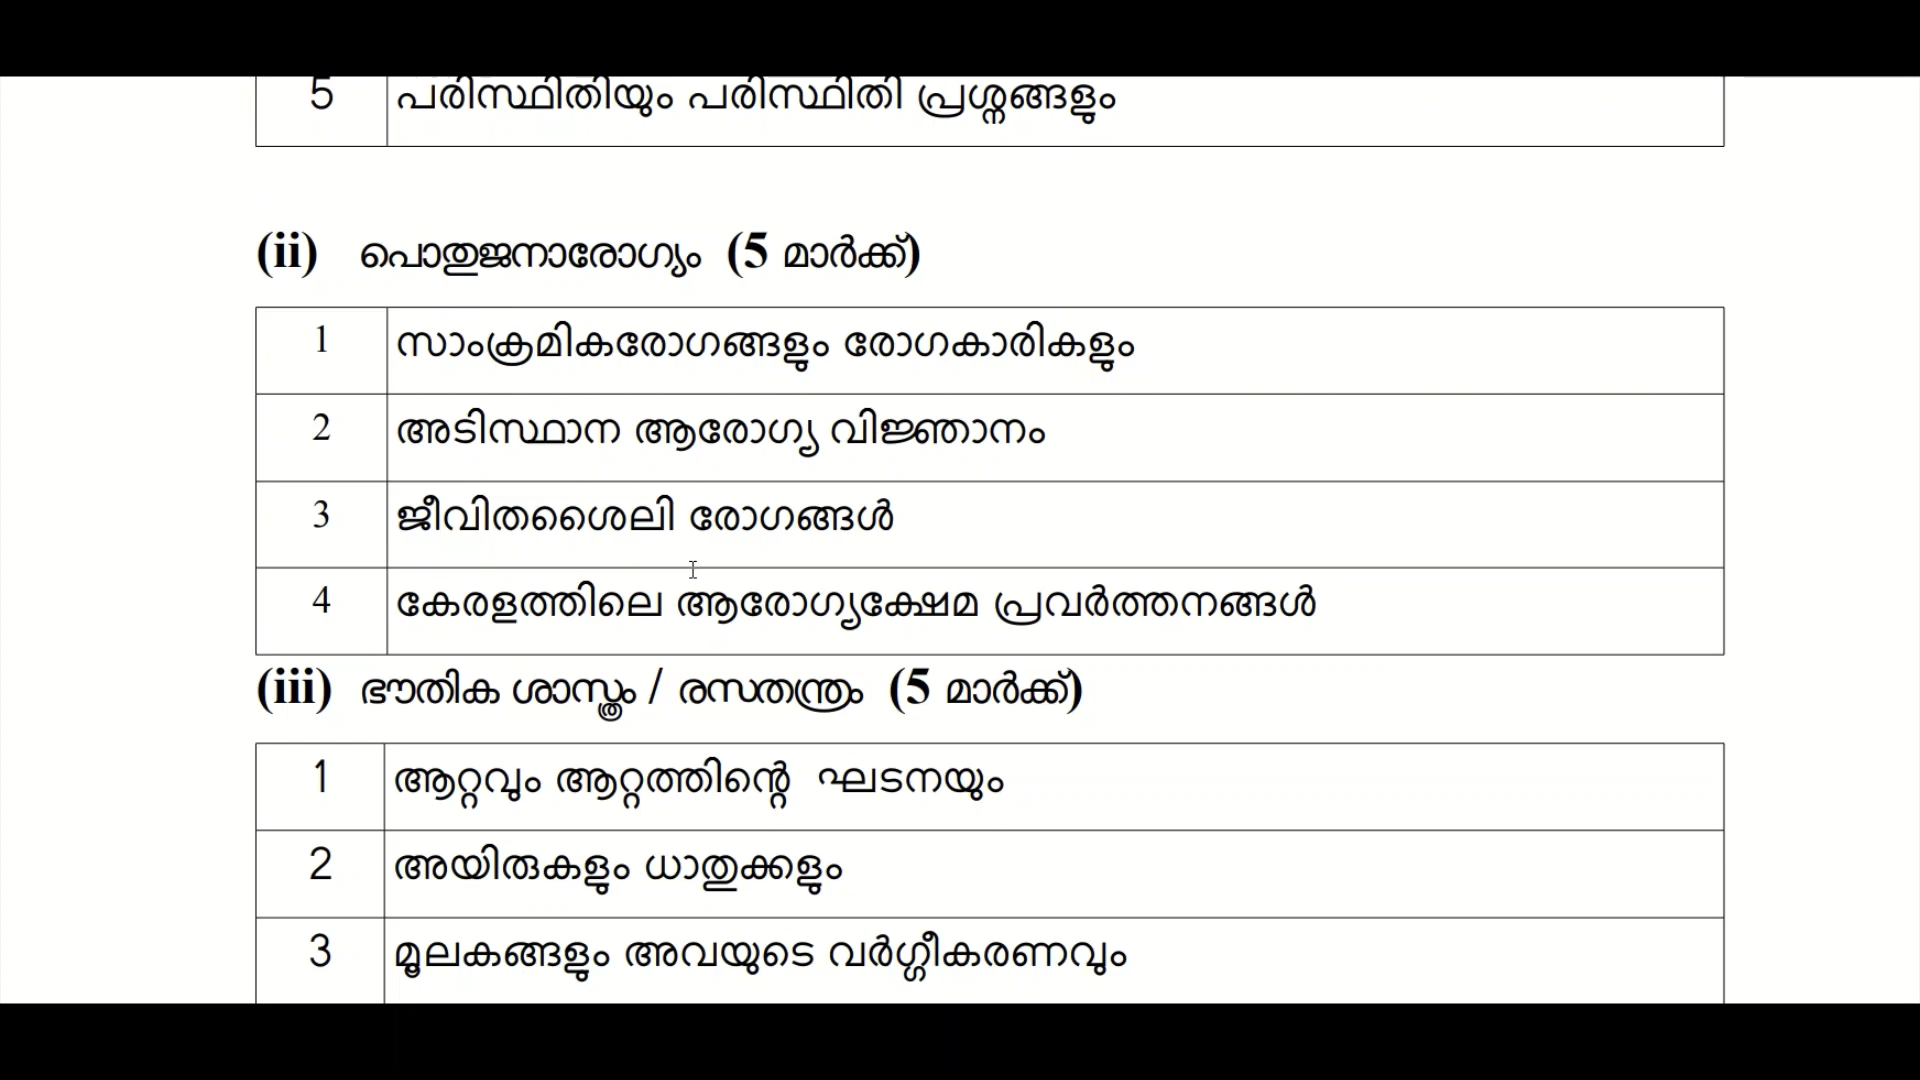 5 പരിസ്ഥിതിയും പരിസ്ഥിതി പ്രശ്നങ്ങളും
(ii) പൊതുജനാരോഗ്യം (5 മാർക്ക്)
1 സാംക്രമികരോഗങ്ങളും രോഗകാരികളും
2 അടിസ്ഥാന ആരോഗ്യ വിജ്ഞാനം
3 ജീവിതശൈലി രോഗങ്ങൾ
4 കേരളത്തിലെ ആരോഗ്യക്ഷേമ പ്രവർത്തനങ്ങൾ
(iii) ഭൗതിക ശാസ്ത്രം / രസതന്ത്രം (5 മാർക്ക്)
1 ആറ്റവും ആറ്റത്തിന്റെ ഘടനയും
2 അയിരുകളും ധാതുക്കളും
3 മൂലകങ്ങളും അവയുടെ വർഗ്ഗീകരണവും